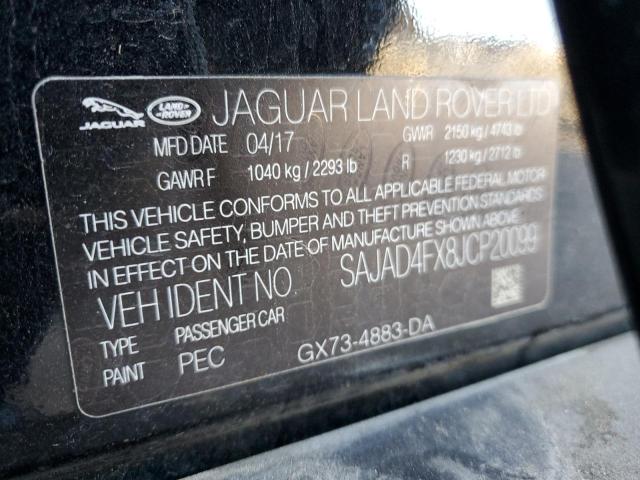 JAGUAR LAND ROVER JAGUAR LAND ROVER LTD
MFD DATE 04/17 GVWR 2150 kg / 4743 lb
GAWR F 1040 kg / 2293 lb R 1230 kg / 2712 lb
THIS VEHICLE CONFORMS TO ALL APPLICABLE FEDERAL MOTOR
VEHICLE SAFETY, BUMPER AND THEFT PREVENTION STANDARDS
IN EFFECT ON THE DATE OF MANUFACTURE SHOWN ABOVE.
VEH IDENT NO. SAJAD4FX8JCP20099
TYPE PASSENGER CAR
PAINT PEC GX73-4883-DA